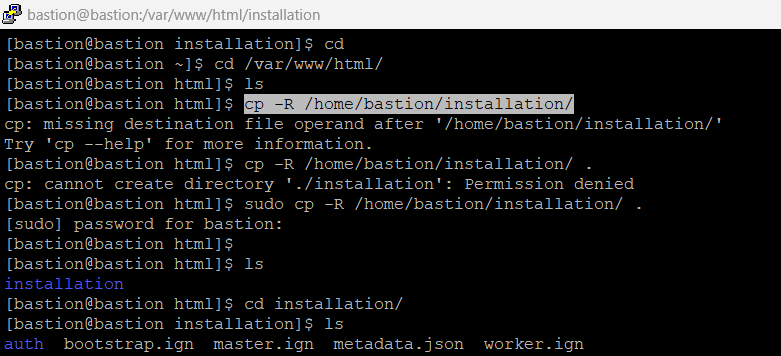 bastion@bastion:/var/www/html/installation
[bastion@bastion installation]$ cd
[bastion@bastion ~]$ cd /var/www/html/
[bastion@bastion html]$ ls
[bastion@bastion html]$ cp -R /home/bastion/installation/
cp: missing destination file operand after '/home/bastion/installation/'
Try 'cp --help' for more information.
[bastion@bastion html]$ cp -R /home/bastion/installation/ .
cp: cannot create directory './installation': Permission denied
[bastion@bastion html]$ sudo cp -R /home/bastion/installation/ .
[sudo] password for bastion:
[bastion@bastion html]$
[bastion@bastion html]$ ls
installation
[bastion@bastion html]$ cd installation/
[bastion@bastion installation]$ ls
auth  bootstrap.ign  master.ign  metadata.json  worker.ign